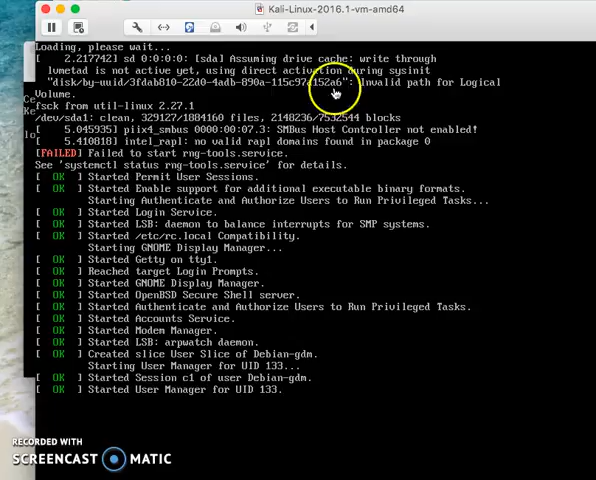 Kali-Linux-2016.1-vm-amd64
Loading, please wait...
[    2.217742] sd 0:0:0:0: [sda] Assuming drive cache: write through
lvmetad is not active yet, using direct activation during sysinit
"disk/by-uuid/3fdab810-22d0-4adb-890a-115c97a152a6": Invalid path for Logical
Volume.
fsck from util-linux 2.27.1
/dev/sda1: clean, 329127/1884160 files, 2148236/7532544 blocks
[    5.045935] piix4_smbus 0000:00:07.3: SMBus Host Controller not enabled!
[    5.410818] intel_rapl: no valid rapl domains found in package 0
[FAILED] Failed to start rng-tools.service.
See 'systemctl status rng-tools.service' for details.
[  OK  ] Started Permit User Sessions.
[  OK  ] Started Enable support for additional executable binary formats.
Starting Authenticate and Authorize Users to Run Privileged Tasks...
[  OK  ] Started Login Service.
[  OK  ] Started LSB: daemon to balance interrupts for SMP systems.
[  OK  ] Started /etc/rc.local Compatibility.
Starting GNOME Display Manager...
[  OK  ] Started Getty on tty1.
[  OK  ] Reached target Login Prompts.
[  OK  ] Started GNOME Display Manager.
[  OK  ] Started OpenBSD Secure Shell server.
[  OK  ] Started Authenticate and Authorize Users to Run Privileged Tasks.
[  OK  ] Started Accounts Service.
[  OK  ] Started Modem Manager.
[  OK  ] Started LSB: arpwatch daemon.
[  OK  ] Created slice User Slice of Debian-gdm.
Starting User Manager for UID 133...
[  OK  ] Started Session c1 of user Debian-gdm.
[  OK  ] Started User Manager for UID 133.
RECORDED WITH
SCREENCAST MATIC